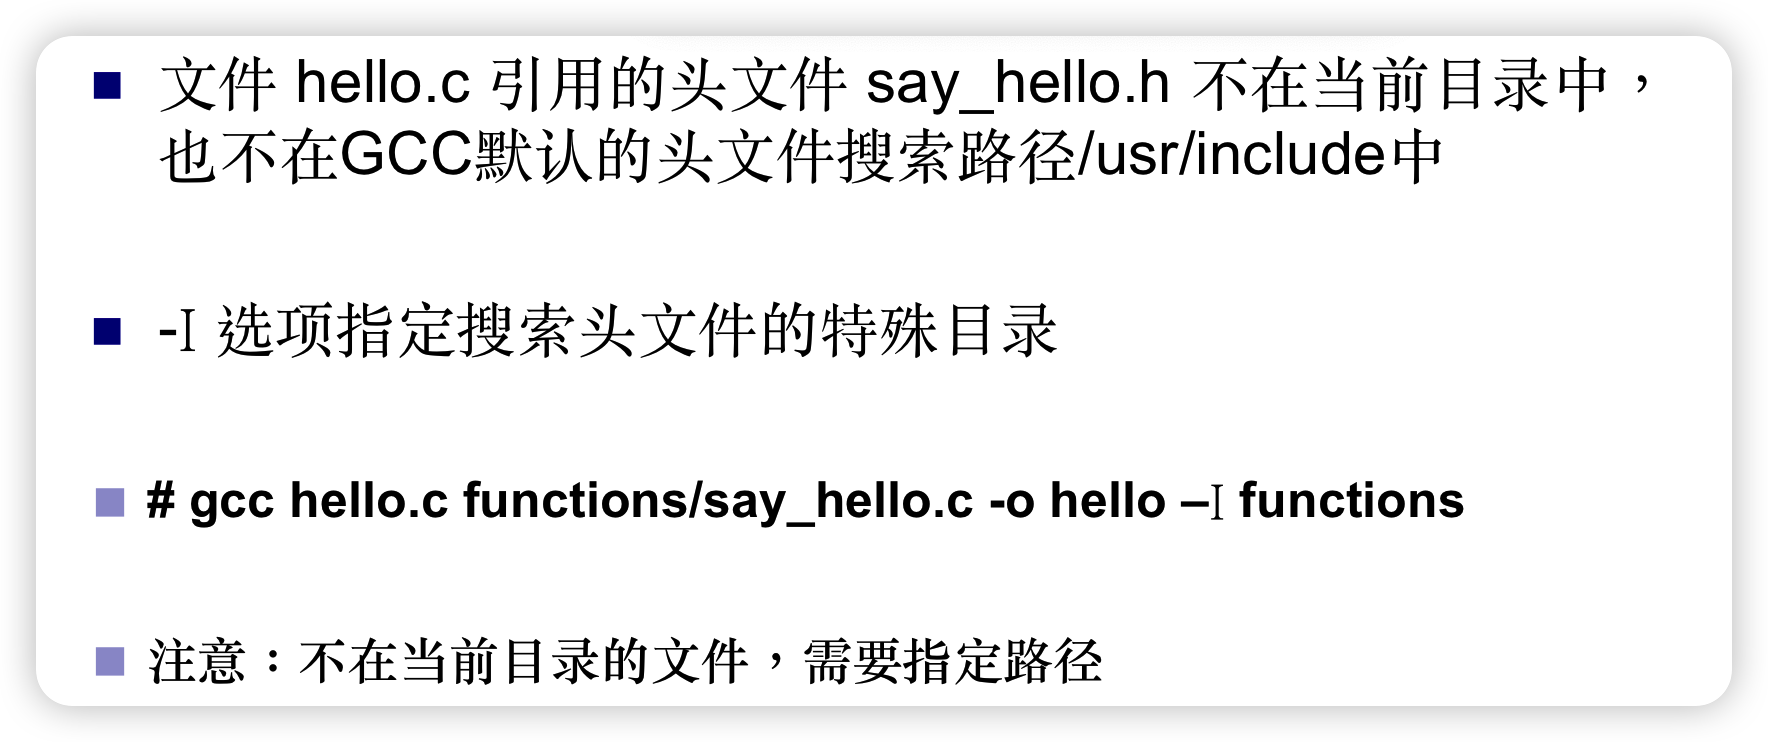 文件 hello.c 引用的头文件 say_hello.h 不在当前目录中，
也不在GCC默认的头文件搜索路径/usr/include中
-I 选项指定搜索头文件的特殊目录
# gcc hello.c functions/say_hello.c -o hello –I functions
注意：不在当前目录的文件，需要指定路径